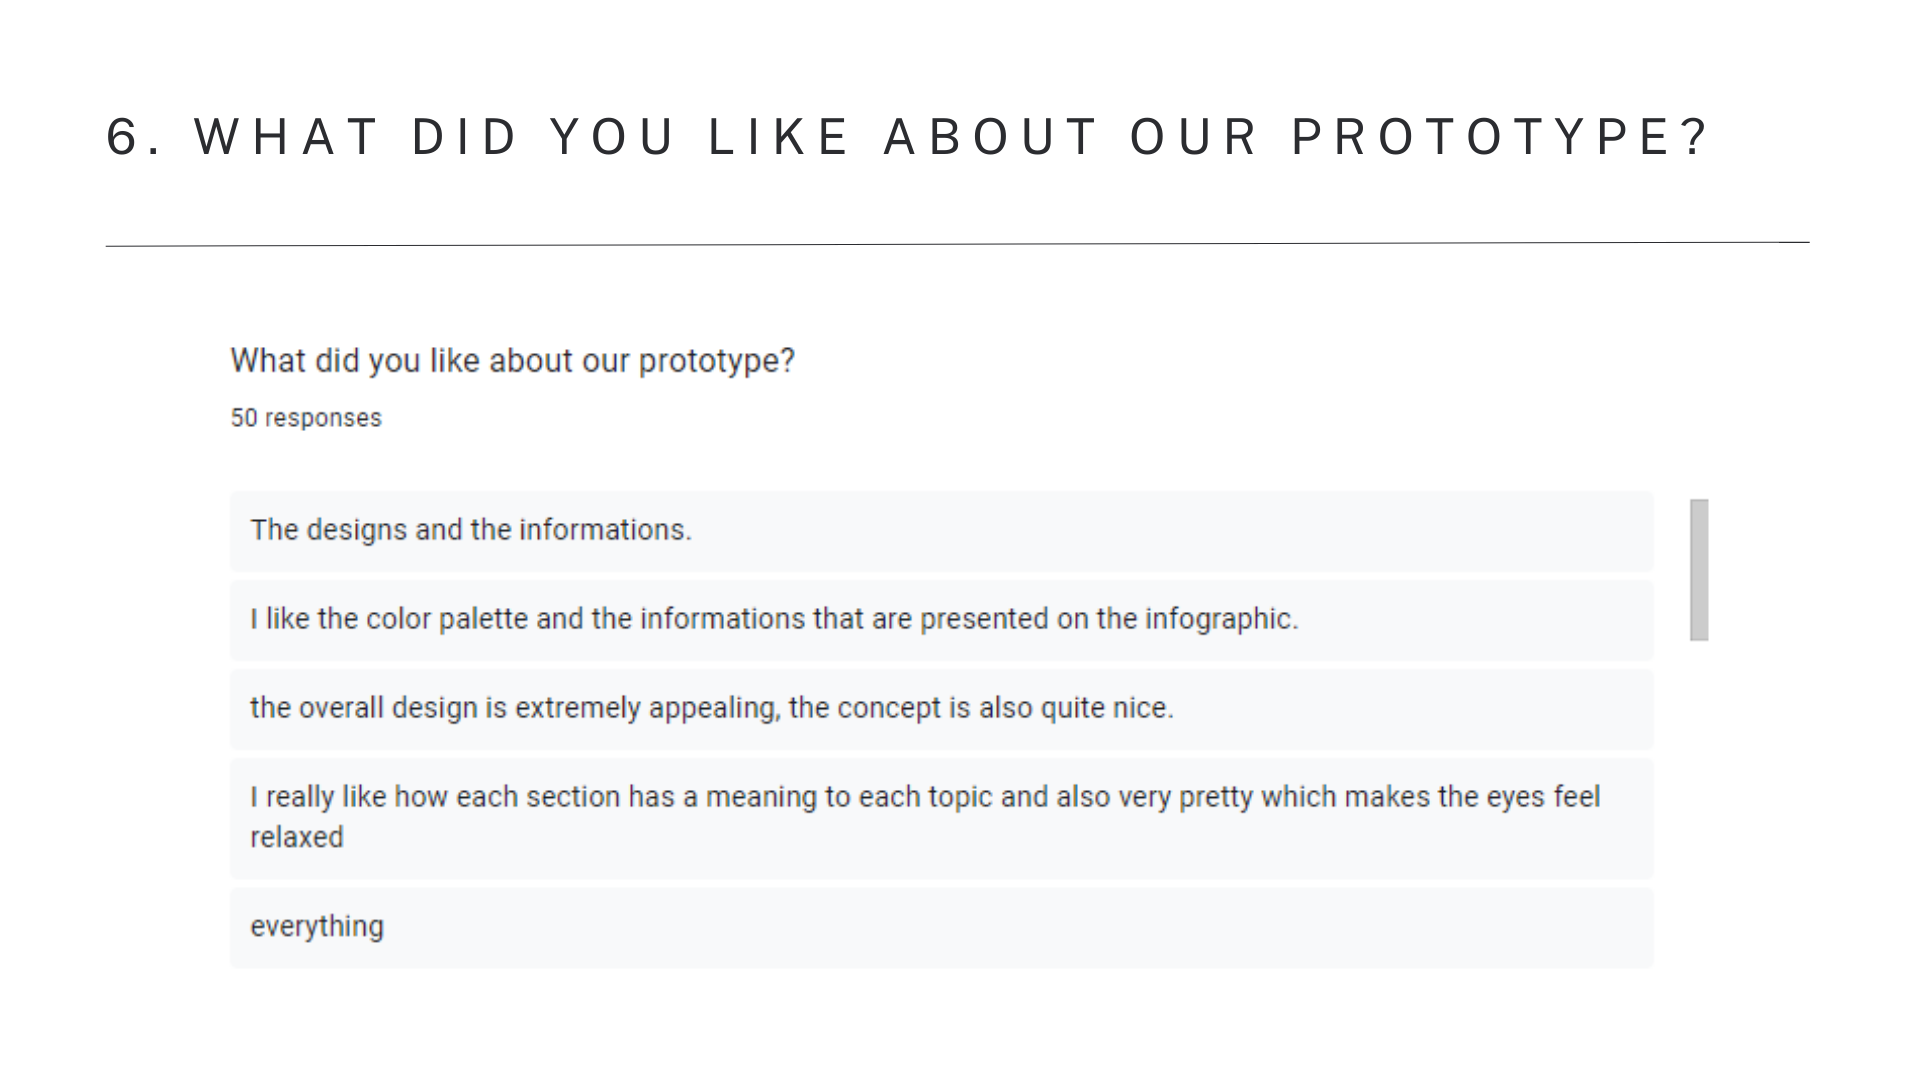 6. WHAT DID YOU LIKE ABOUT OUR PROTOTYPE?
What did you like about our prototype?
50 responses
The designs and the informations.
I like the color palette and the informations that are presented on the infographic.
the overall design is extremely appealing, the concept is also quite nice.
I really like how each section has a meaning to each topic and also very pretty which makes the eyes feel
relaxed
everything